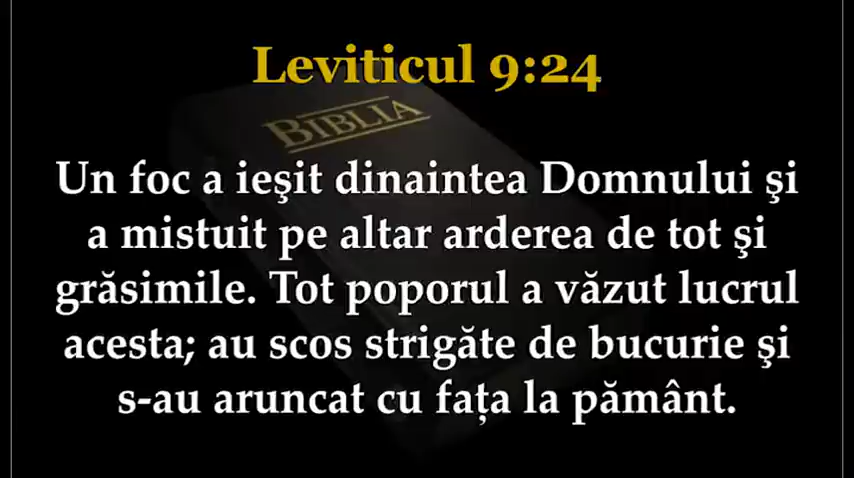 Leviticul 9:24
BIBLIA
Un foc a ieşit dinaintea Domnului şi
a mistuit pe altar arderea de tot şi
grăsimile. Tot poporul a văzut lucrul
acesta; au scos strigăte de bucurie şi
s-au aruncat cu fața la pământ.